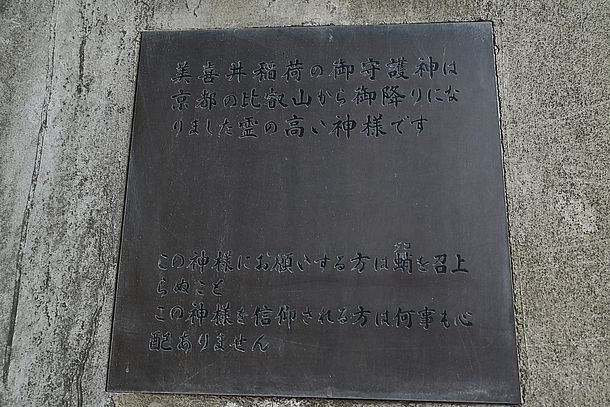 美喜井稲荷の御守護神は
京都の比叡山から御降りにな
りました霊の高い神様です
この神様にお願いする方は蛸を召上
らぬこと
この神様を信仰される方は何事も心
配ありません